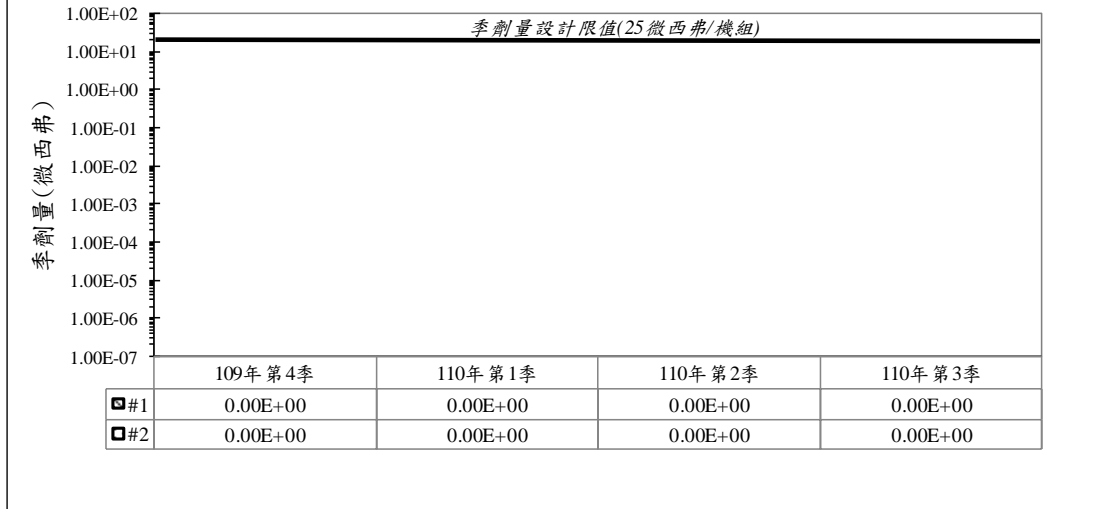 季劑量設計限值(25微西弗/機組)
1.00E+02
1.00E+01
1.00E+00
1.00E-01
1.00E-02
1.00E-03
1.00E-04
1.00E-05
1.00E-06
1.00E-07
季劑量(微西弗)
109年第4季 110年第1季 110年第2季 110年第3季
#1 0.00E+00 0.00E+00 0.00E+00 0.00E+00
#2 0.00E+00 0.00E+00 0.00E+00 0.00E+00